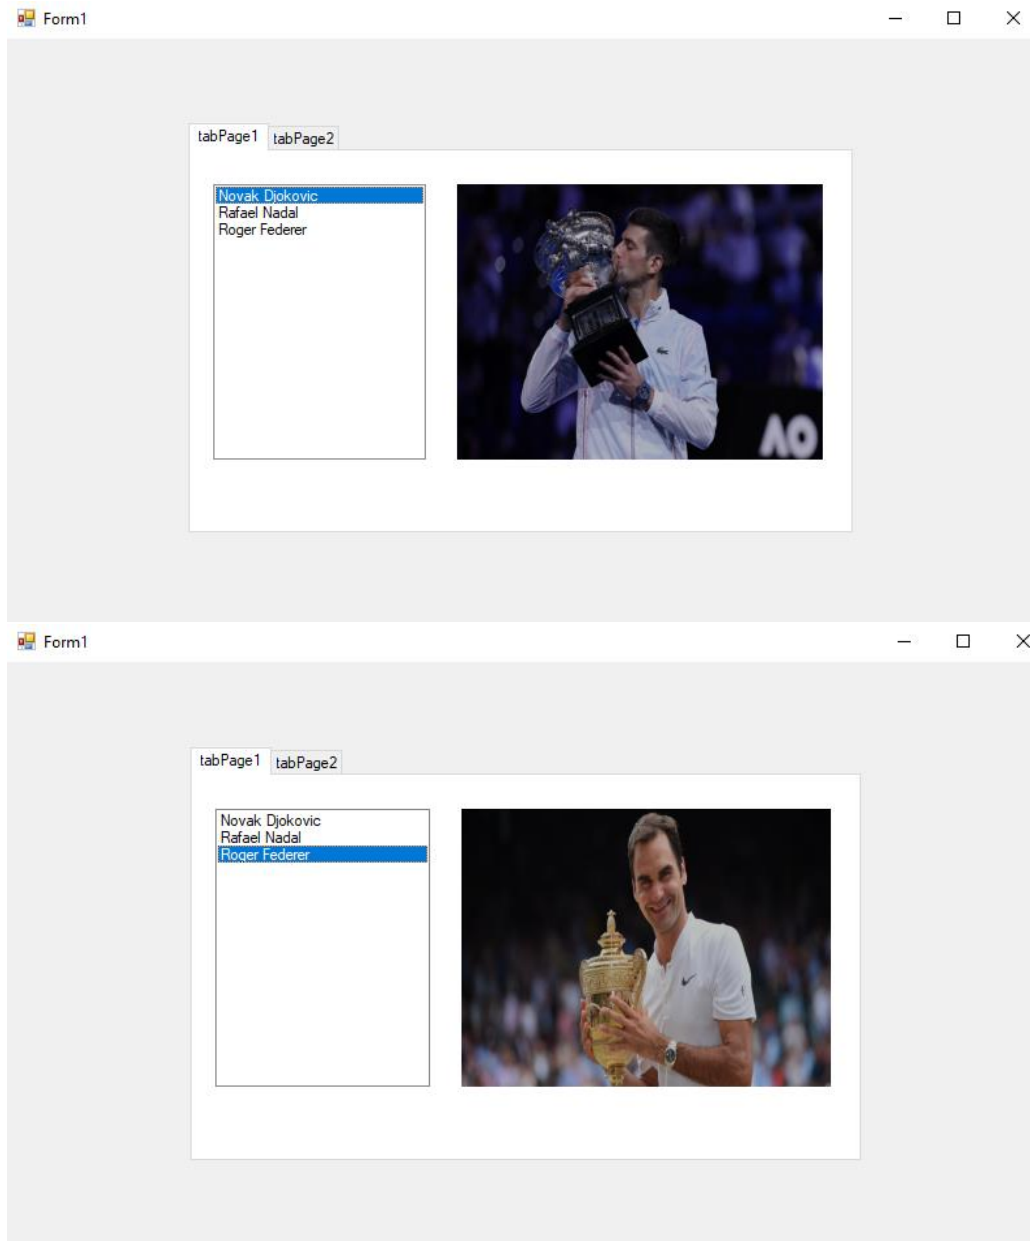 Form1
tabPage1 tabPage2
Novak Djokovic
Rafael Nadal
Roger Federer
AO
Form1
tabPage1 tabPage2
Novak Djokovic
Rafael Nadal
Roger Federer